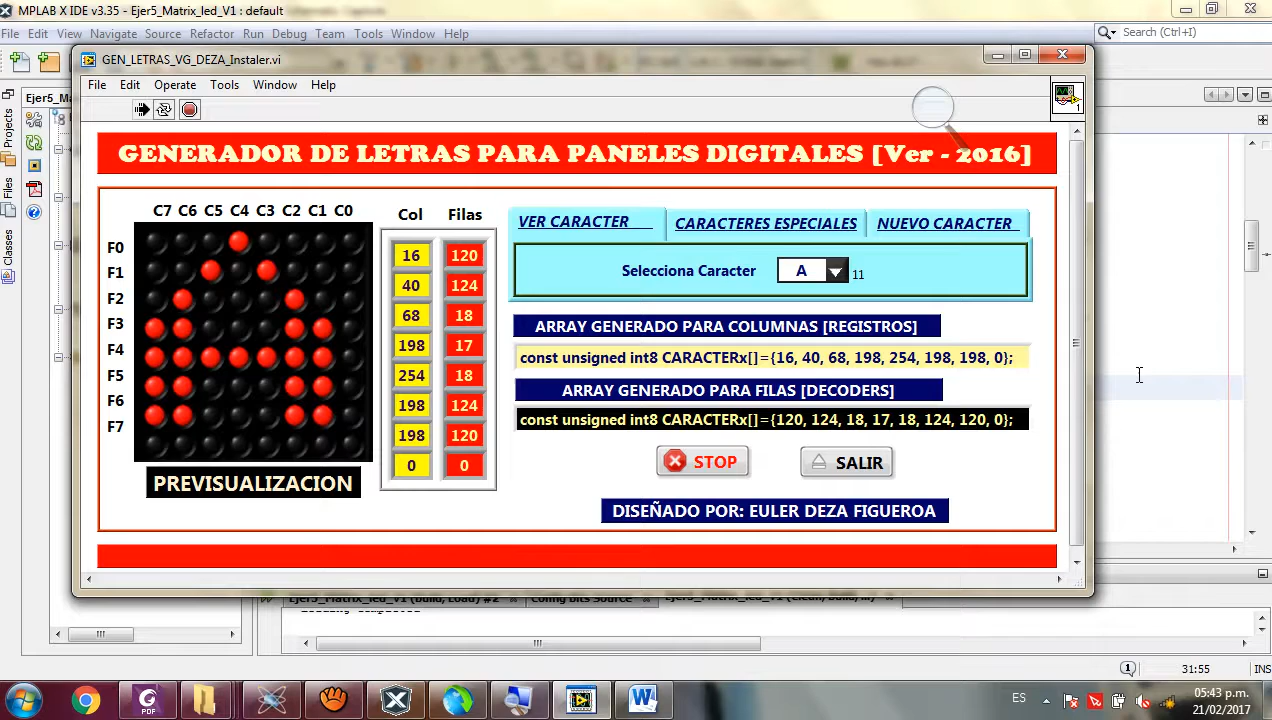 MPLAB X IDE v3.35 - Ejer5_Matrix_led_V1 : default
File Edit View Navigate Source Refactor Run Debug Team Tools Window Help
Search (Ctrl+I)
GEN_LETRAS_VG_DEZA_Instaler.vi
File Edit Operate Tools Window Help
1
Ejer5_Ma
Projects
Files
Classes
GENERADOR DE LETRAS PARA PANELES DIGITALES [Ver - 2016]
C7 C6 C5 C4 C3 C2 C1 C0
Col Filas
F0
F1
F2
F3
F4
F5
F6
F7
16 120
40 124
68 18
198 17
254 18
198 124
198 120
0 0
PREVISUALIZACION
VER CARACTER CARACTERES ESPECIALES NUEVO CARACTER
Selecciona Caracter A 11
ARRAY GENERADO PARA COLUMNAS [REGISTROS]
const unsigned int8 CARACTERx[]={16, 40, 68, 198, 254, 198, 198, 0};
ARRAY GENERADO PARA FILAS [DECODERS]
const unsigned int8 CARACTERx[]={120, 124, 18, 17, 18, 124, 120, 0};
STOP SALIR
DISEÑADO POR: EULER DEZA FIGUEROA
1 31:55 INS
PDF
ES
05:43 p.m.
21/02/2017